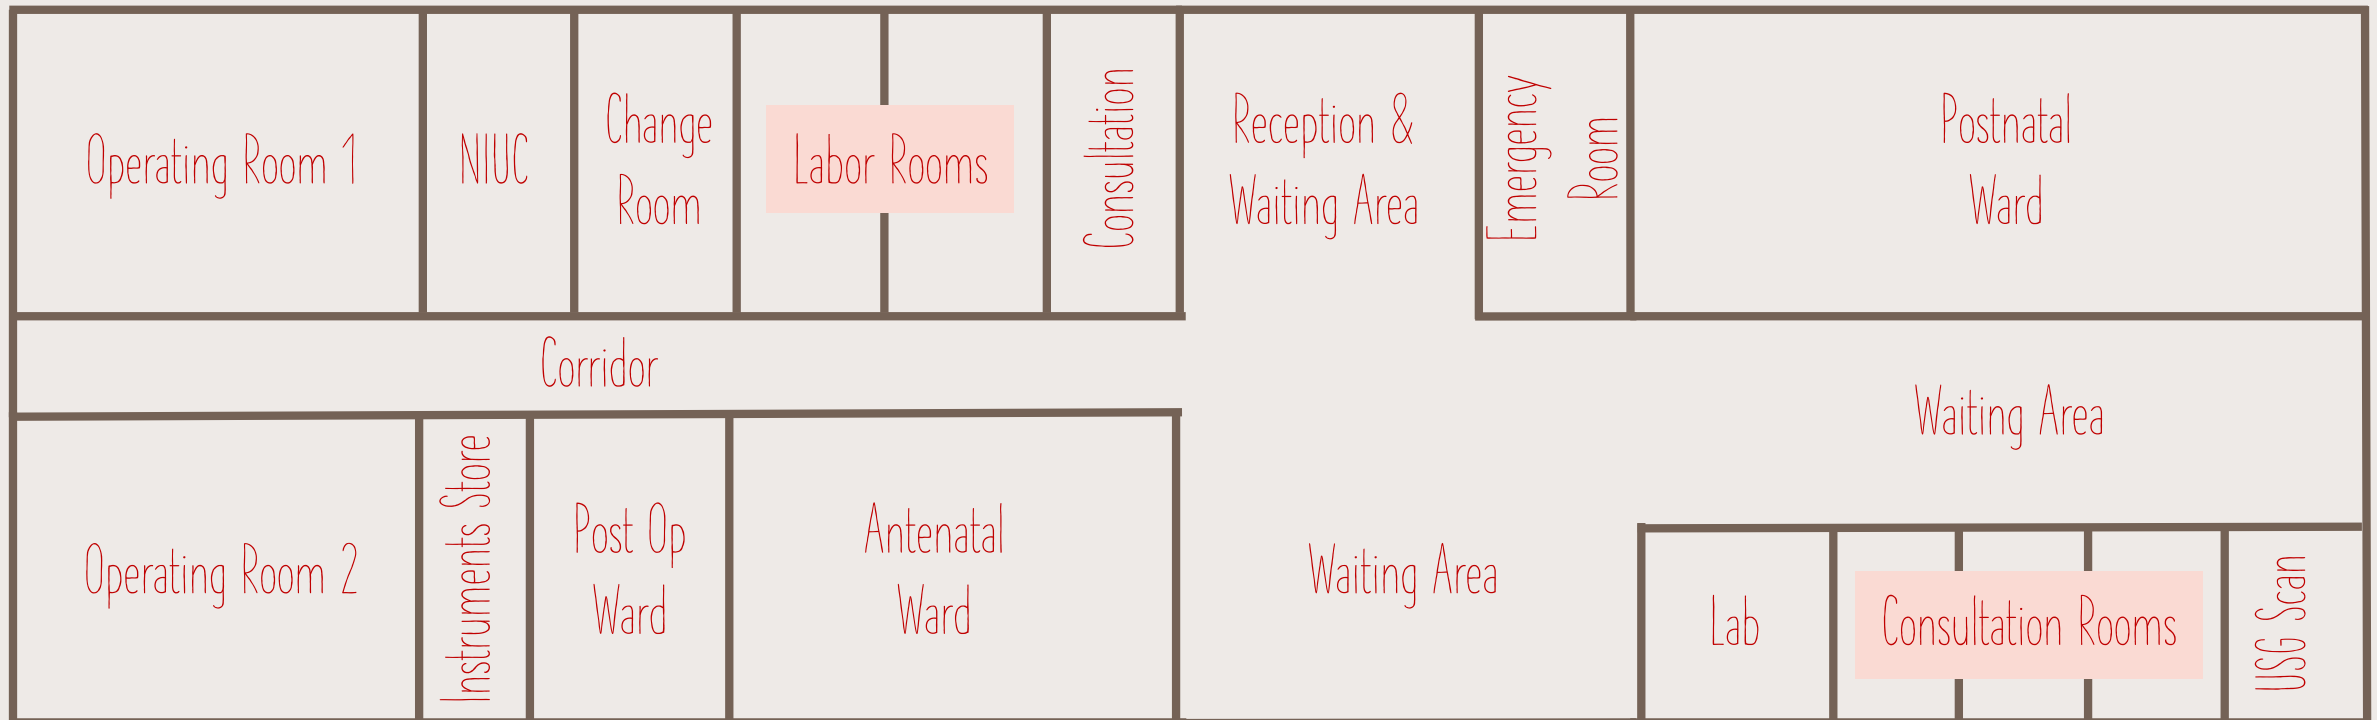 Operating Room 1
NIUC
Change
Room
Labor Rooms
Consultation
Reception &
Waiting Area
Emergency
Room
Postnatal
Ward
Corridor
Waiting Area
Operating Room 2
Instruments Store
Post Op
Ward
Antenatal
Ward
Waiting Area
Lab
Consultation Rooms
USG Scan